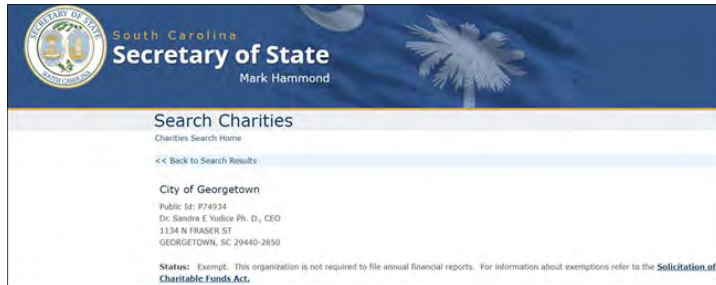 South Carolina
Secretary of State
Mark Hammond
Search Charities
Charities Search Home
<< Back to Search Results
City of Georgetown
Public Id: P74934
Dr. Sandra E Yudice Ph. D., CEO
1134 N FRASER ST
GEORGETOWN, SC 29440-2850
Status: Exempt. This organization is not required to file annual financial reports. For information about exemptions refer to the Solicitation of
Charitable Funds Act.